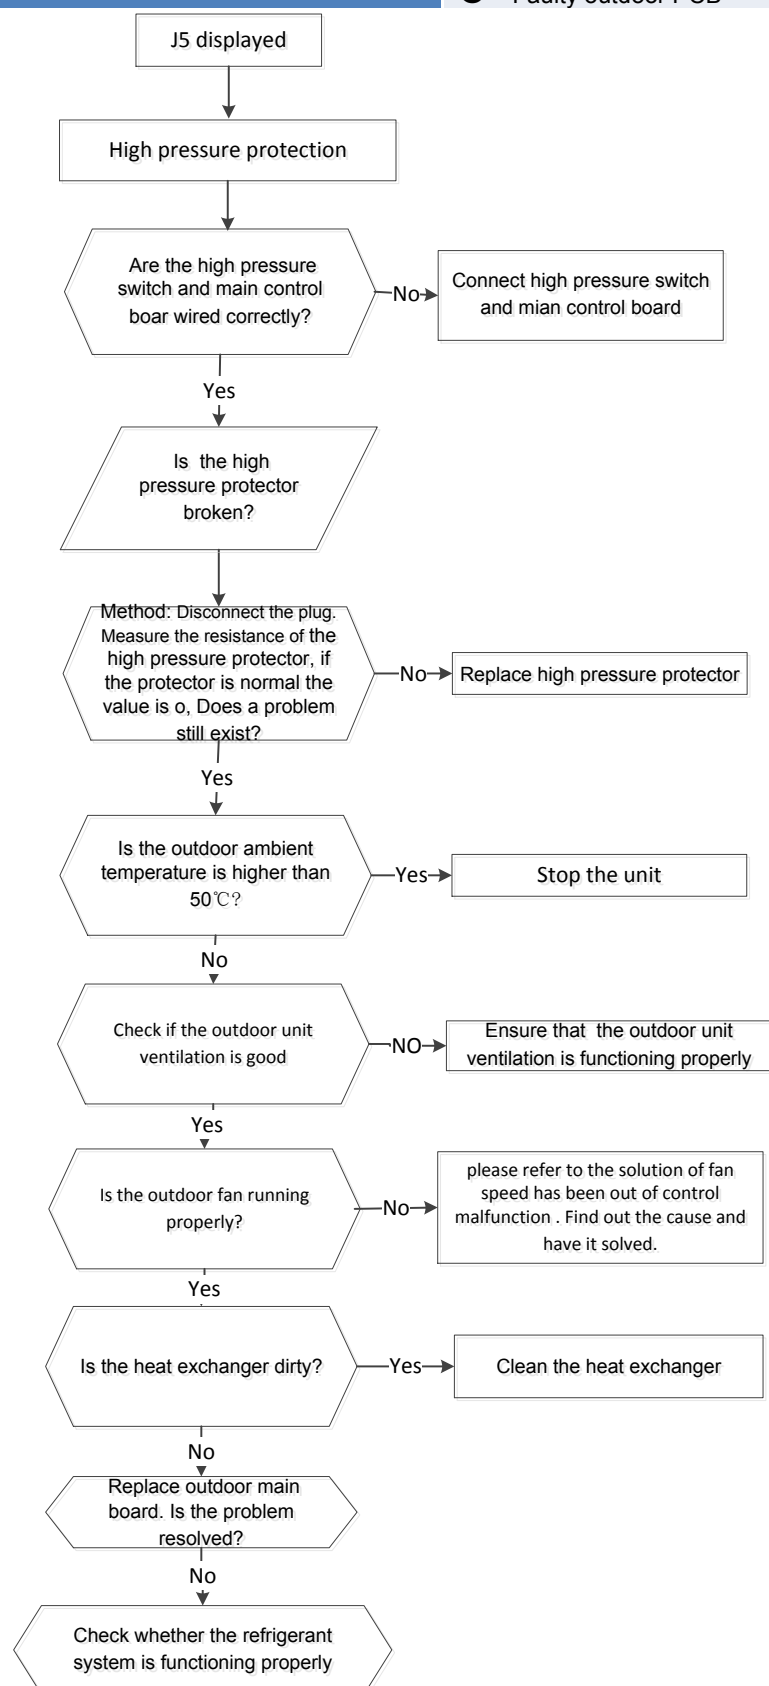 Faulty outdoor PCB
J5 displayed
High pressure protection
Are the high pressure
switch and main control
boar wired correctly?
No
Connect high pressure switch
and mian control board
Yes
Is the high
pressure protector
broken?
Method: Disconnect the plug.
Measure the resistance of the
high pressure protector, if
the protector is normal the
value is o, Does a problem
still exist?
No
Replace high pressure protector
Yes
Is the outdoor ambient
temperature is higher than
50℃?
Yes
Stop the unit
No
Check if the outdoor unit
ventilation is good
NO
Ensure that the outdoor unit
ventilation is functioning properly
Yes
Is the outdoor fan running
properly?
No
please refer to the solution of fan
speed has been out of control
malfunction . Find out the cause and
have it solved.
Yes
Is the heat exchanger dirty?
Yes
Clean the heat exchanger
No
Replace outdoor main
board. Is the problem
resolved?
No
Check whether the refrigerant
system is functioning properly